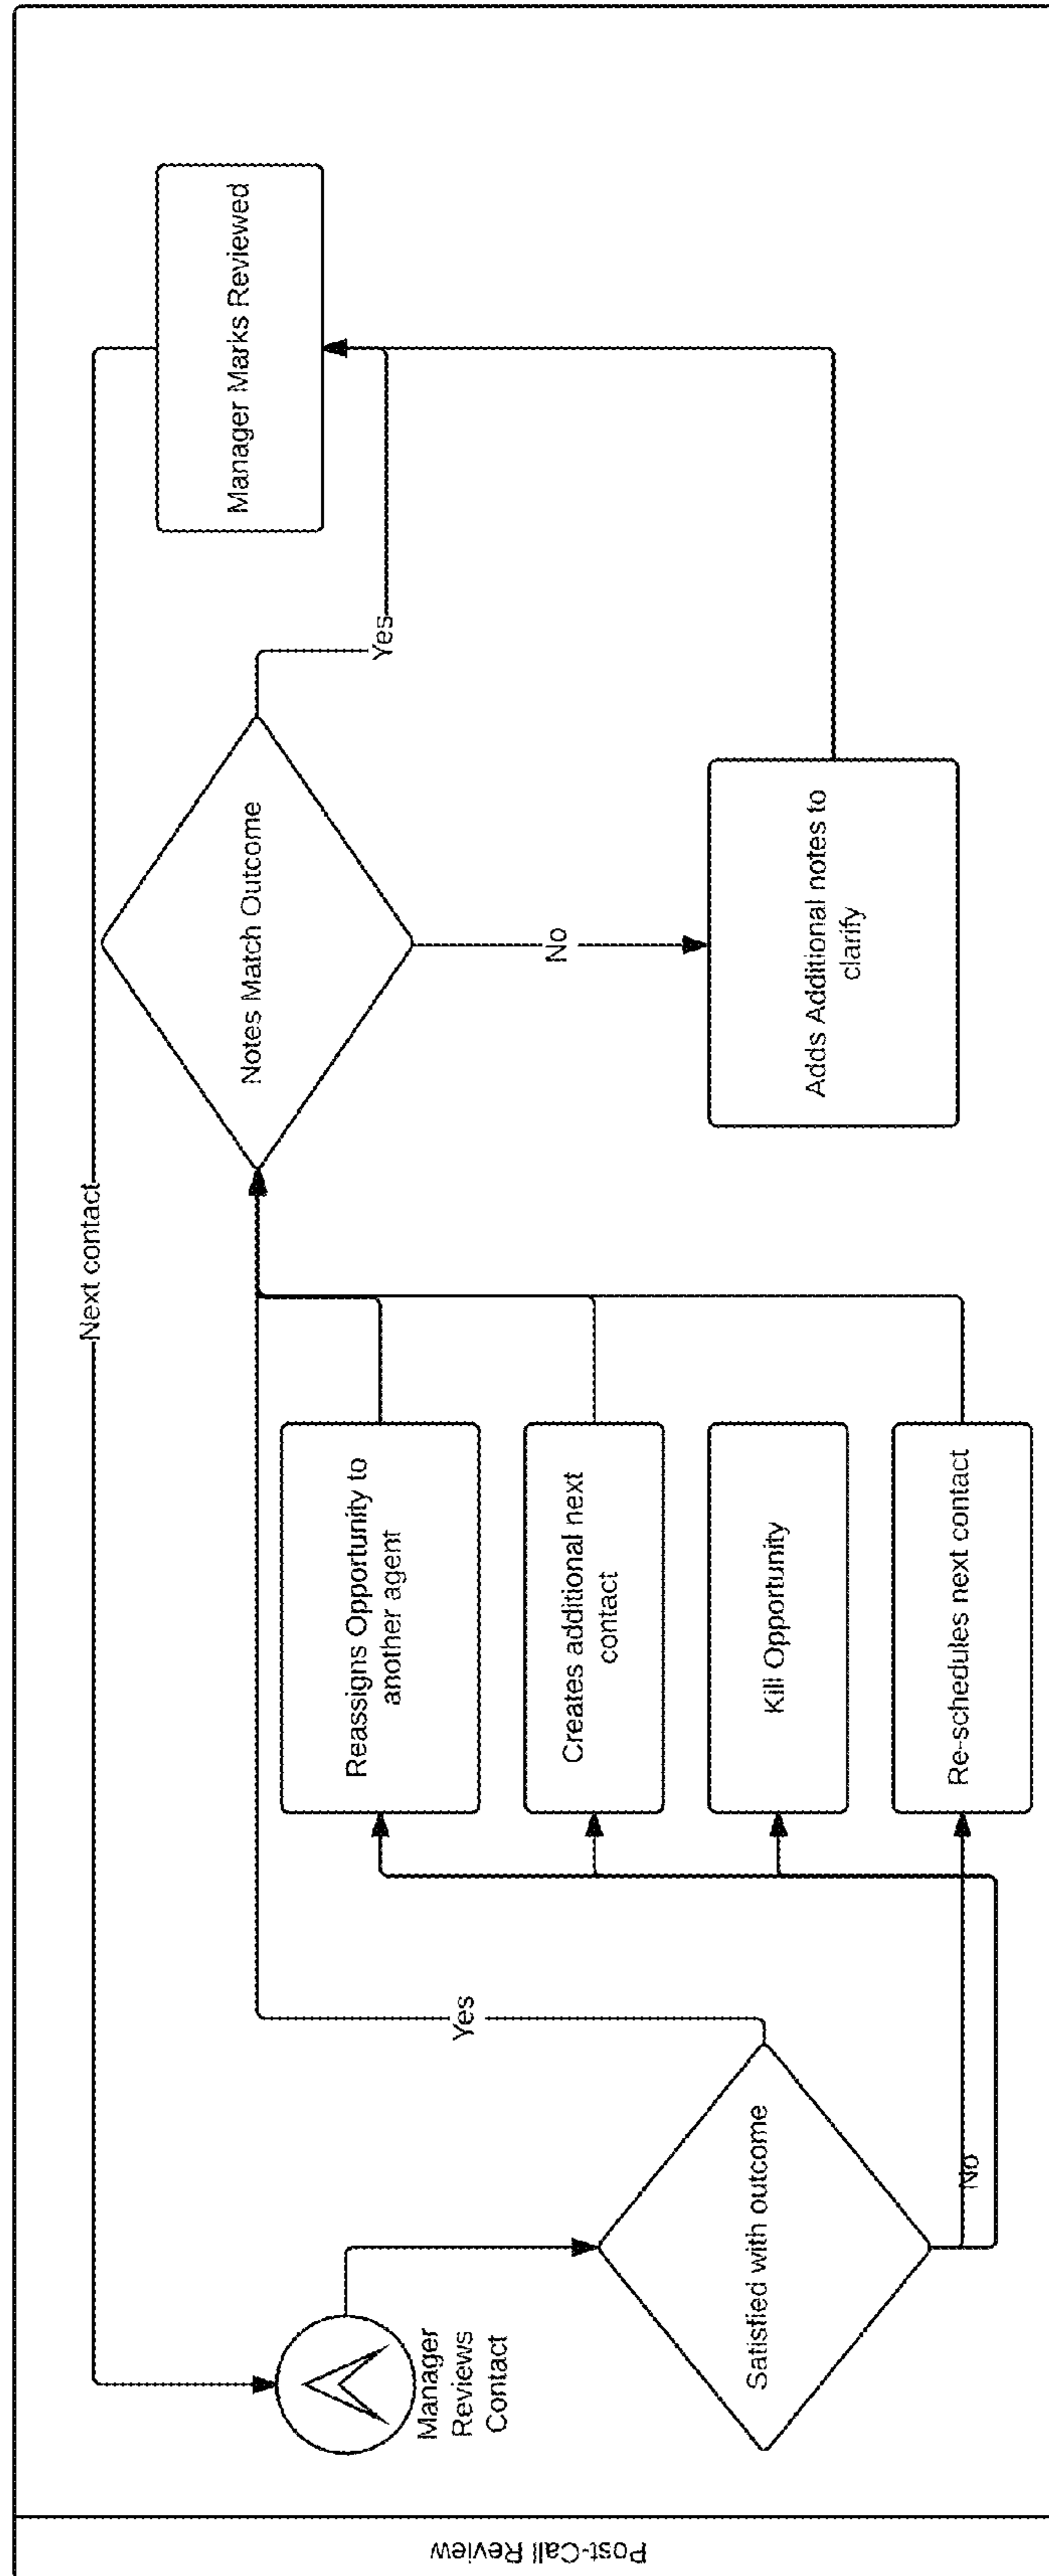 Post-Call Review
Next contact
Manager
Reviews
Contact
Satisfied with outcome
Yes
No
Reassigns Opportunity to
another agent
Creates additional next
contact
Kill Opportunity
Re-schedules next contact
Notes Match Outcome
Yes
No
Adds Additional notes to
clarify
Manager Marks Reviewed